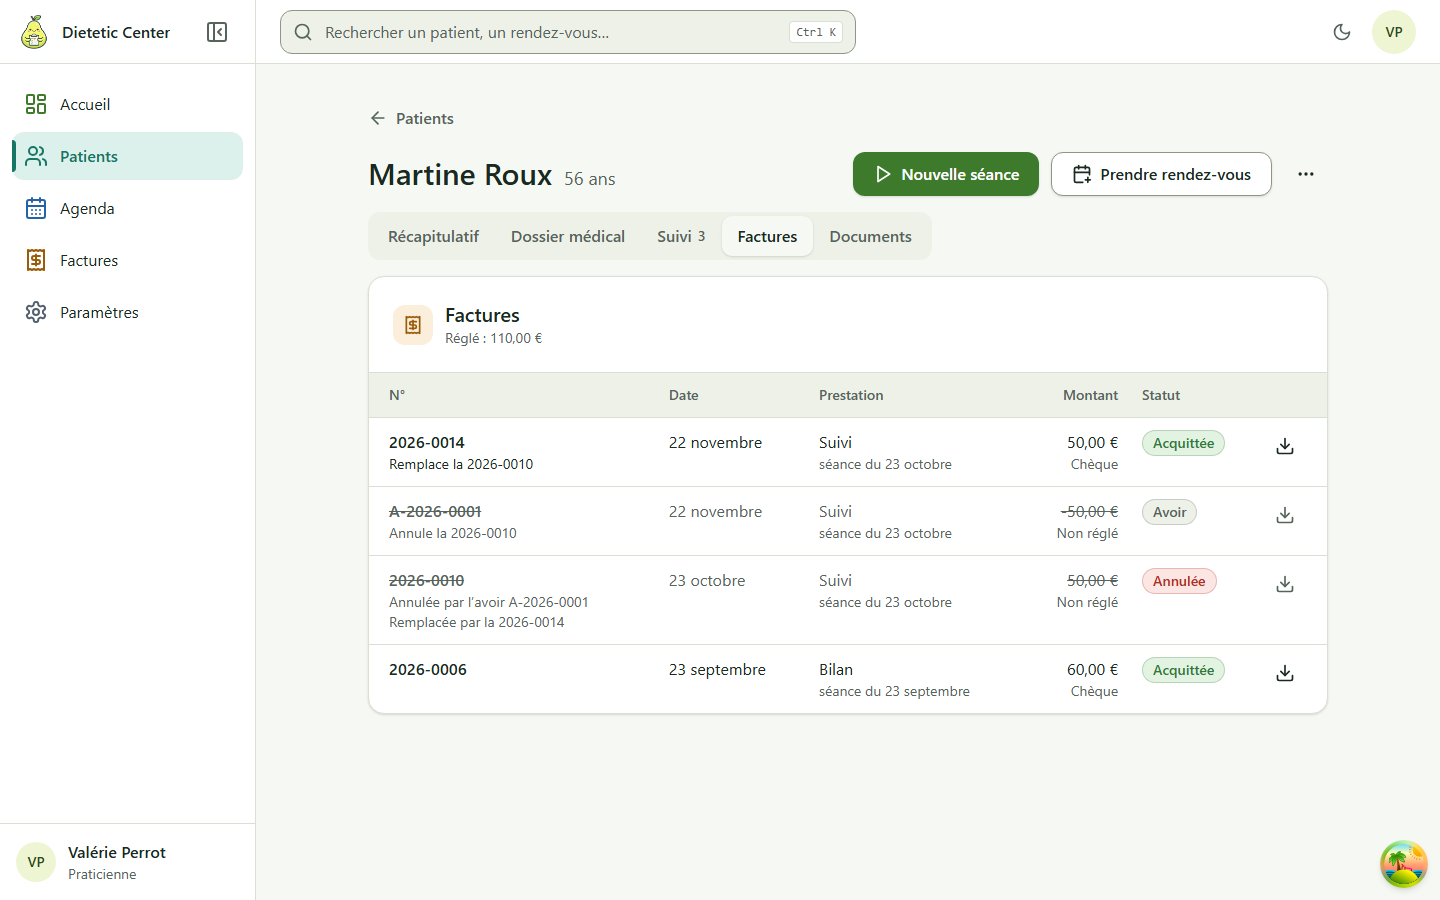 Dietetic Center
Rechercher un patient, un rendez-vous...
Ctrl K
VP
Accueil
Patients
Agenda
Factures
Paramètres
Patients
Martine Roux 56 ans
Nouvelle séance
Prendre rendez-vous
Récapitulatif
Dossier médical
Suivi 3
Factures
Documents
Factures
Réglé : 110,00 €
N° Date Prestation Montant Statut
2026-0014 22 novembre Suivi 50,00 € Acquittée
Remplace la 2026-0010 séance du 23 octobre Chèque
A-2026-0001 22 novembre Suivi -50,00 € Avoir
Annule la 2026-0010 séance du 23 octobre Non réglé
2026-0010 23 octobre Suivi 50,00 € Annulée
Annulée par l'avoir A-2026-0001 séance du 23 octobre Non réglé
Remplacée par la 2026-0014
2026-0006 23 septembre Bilan 60,00 € Acquittée
séance du 23 septembre Chèque
VP
Valérie Perrot
Praticienne